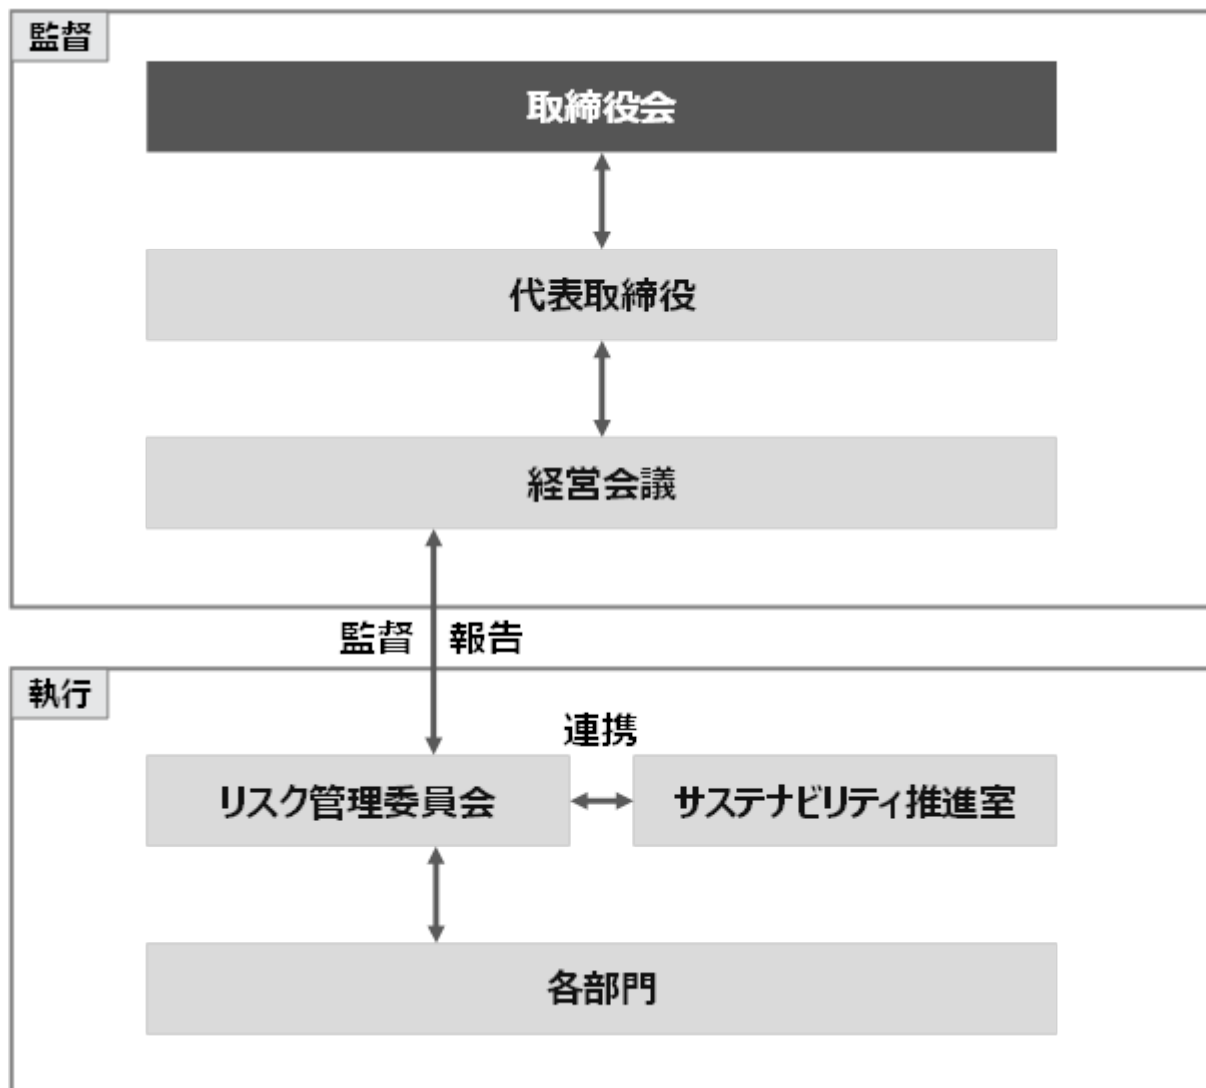 監督
取締役会
代表取締役
経営会議
監督 報告
執行
連携
リスク管理委員会 サステナビリティ推進室
各部門